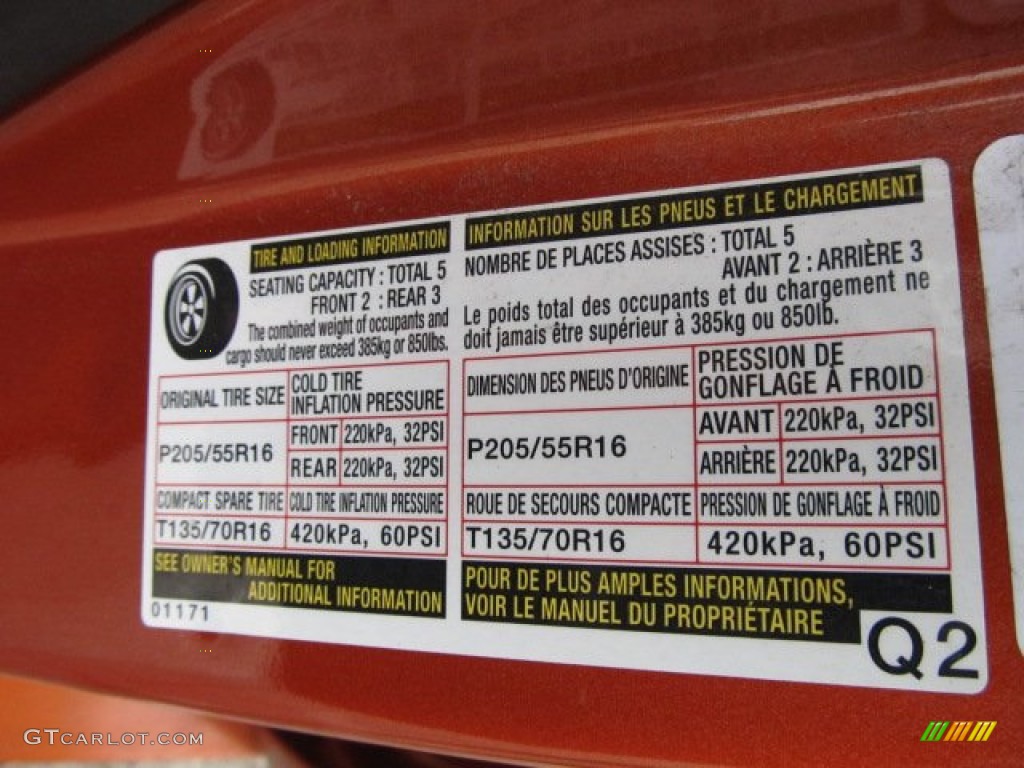 TIRE AND LOADING INFORMATION
SEATING CAPACITY : TOTAL 5
FRONT 2 : REAR 3
The combined weight of occupants and
cargo should never exceed 385kg or 850lbs.
ORIGINAL TIRE SIZE
COLD TIRE
INFLATION PRESSURE
P205/55R16
FRONT 220kPa, 32PSI
REAR 220kPa, 32PSI
COMPACT SPARE TIRE COLD TIRE INFLATION PRESSURE
T135/70R16 420kPa, 60PSI
SEE OWNER'S MANUAL FOR
ADDITIONAL INFORMATION
01171
INFORMATION SUR LES PNEUS ET LE CHARGEMENT
NOMBRE DE PLACES ASSISES : TOTAL 5
AVANT 2 : ARRIÈRE 3
Le poids total des occupants et du chargement ne
doit jamais être supérieur à 385kg ou 850lb.
DIMENSION DES PNEUS D'ORIGINE
PRESSION DE
GONFLAGE À FROID
P205/55R16
AVANT 220kPa, 32PSI
ARRIÈRE 220kPa, 32PSI
ROUE DE SECOURS COMPACTE PRESSION DE GONFLAGE À FROID
T135/70R16 420kPa, 60PSI
POUR DE PLUS AMPLES INFORMATIONS,
VOIR LE MANUEL DU PROPRIÉTAIRE
Q2
GTCARLOT.COM